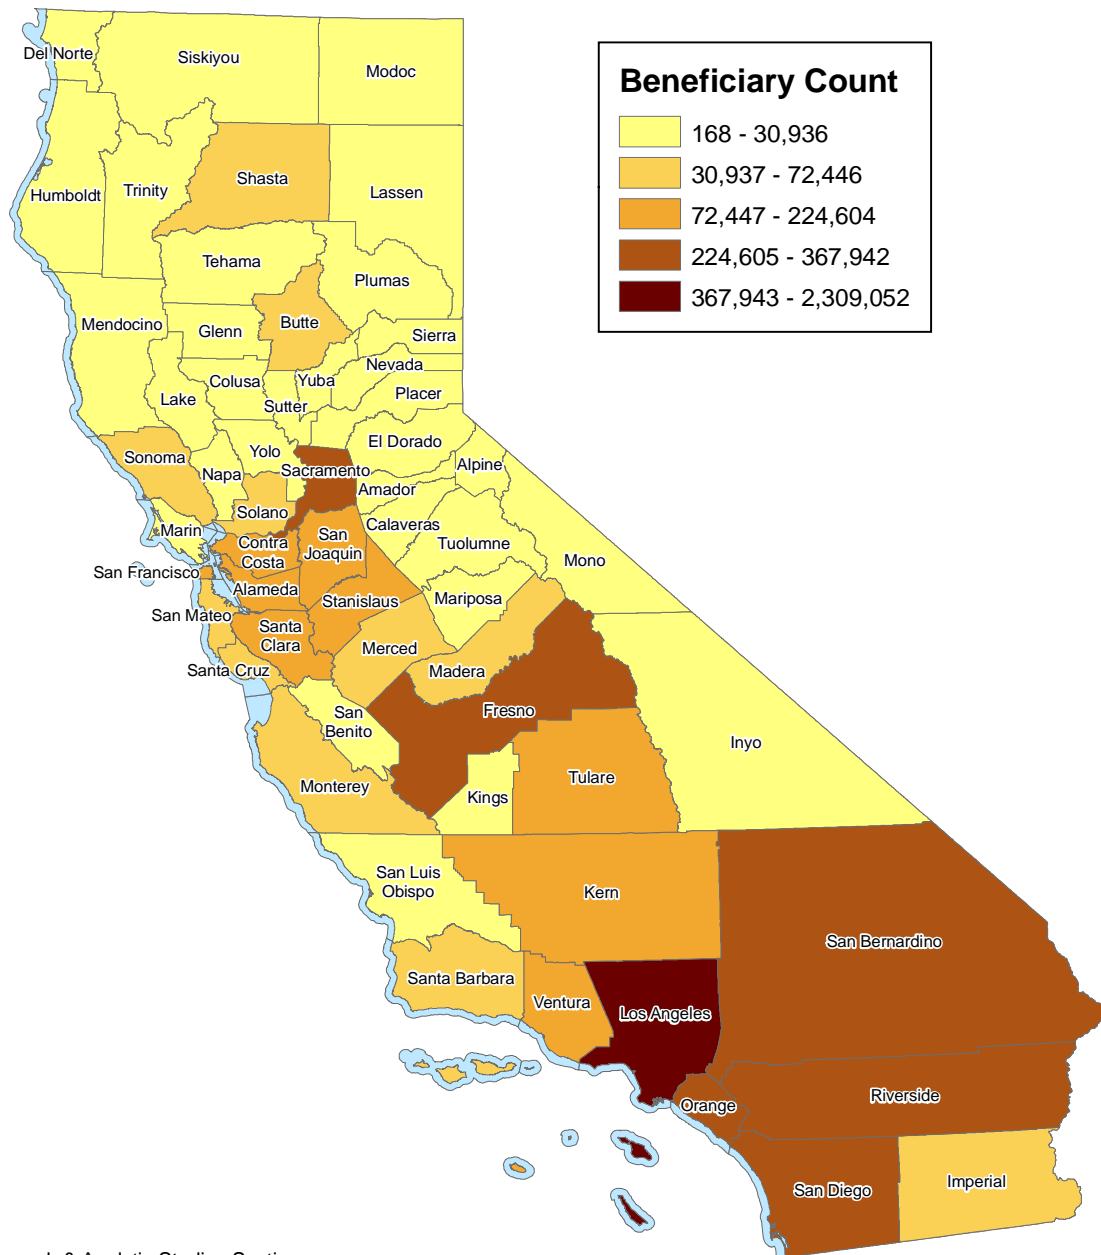 Beneficiary Count
168 - 30,936
30,937 - 72,446
72,447 - 224,604
224,605 - 367,942
367,943 - 2,309,052
Del Norte
Siskiyou
Modoc
Humboldt
Trinity
Shasta
Lassen
Tehama
Plumas
Mendocino
Glenn
Butte
Sierra
Nevada
Colusa
Yuba
Placer
Lake
Sutter
El Dorado
Yolo
Sonoma
Napa
Sacramento
Alpine
Amador
Solano
Marin
Calaveras
Contra
Costa
San
Joaquin
Tuolumne
Mono
San Francisco
Alameda
Stanislaus
Mariposa
San Mateo
Santa
Clara
Merced
Santa Cruz
Madera
San
Benito
Fresno
Inyo
Monterey
Kings
Tulare
San Luis
Obispo
Kern
San Bernardino
Santa Barbara
Ventura
Los Angeles
Orange
Riverside
San Diego
Imperial